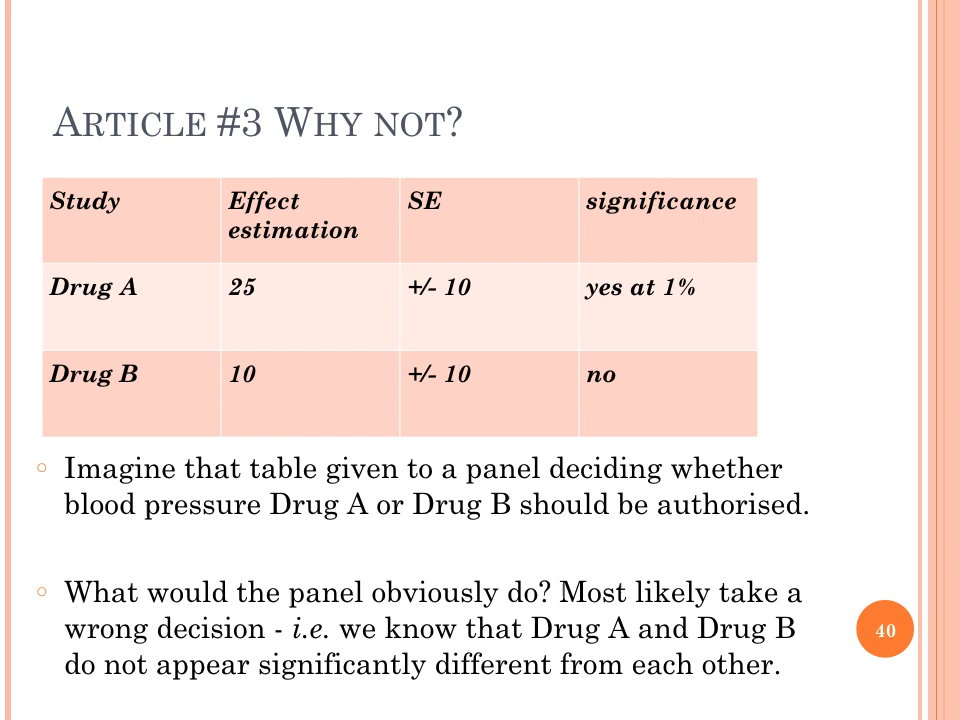 ARTICLE #3 WHY NOT?
Study Effect estimation SE significance
Drug A 25 +/- 10 yes at 1%
Drug B 10 +/- 10 no
○ Imagine that table given to a panel deciding whether
blood pressure Drug A or Drug B should be authorised.
○ What would the panel obviously do? Most likely take a
wrong decision - i.e. we know that Drug A and Drug B
do not appear significantly different from each other.
40